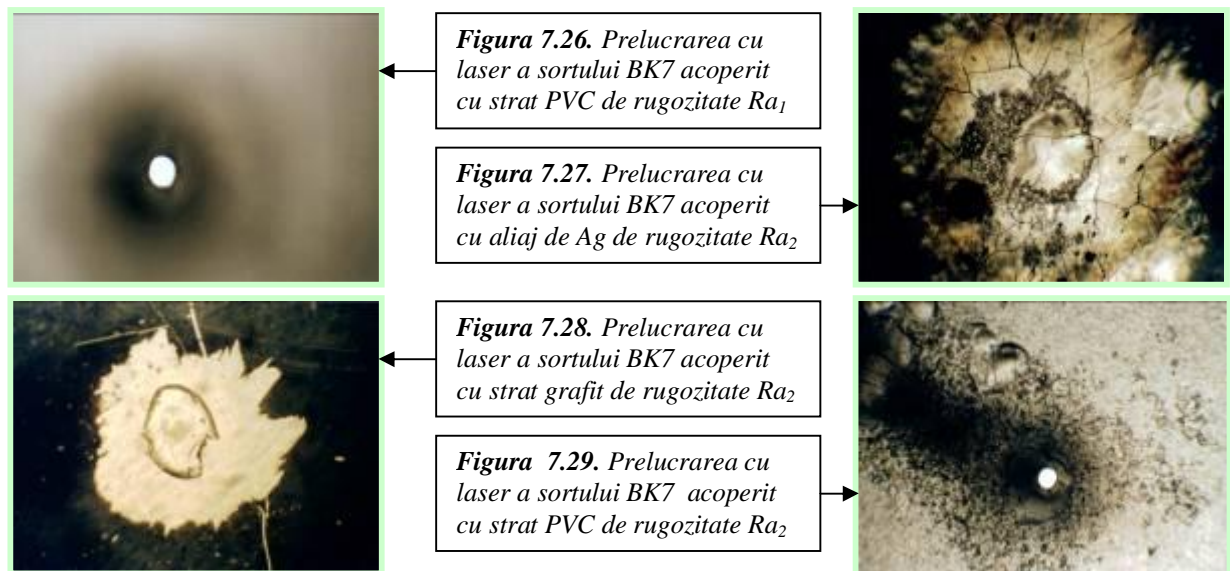 Figura 7.26. Prelucrarea cu
laser a sortului BK7 acoperit
cu strat PVC de rugozitate Ra₁
Figura 7.27. Prelucrarea cu
laser a sortului BK7 acoperit
cu aliaj de Ag de rugozitate Ra₂
Figura 7.28. Prelucrarea cu
laser a sortului BK7 acoperit
cu strat grafit de rugozitate Ra₂
Figura 7.29. Prelucrarea cu
laser a sortului BK7 acoperit
cu strat PVC de rugozitate Ra₂